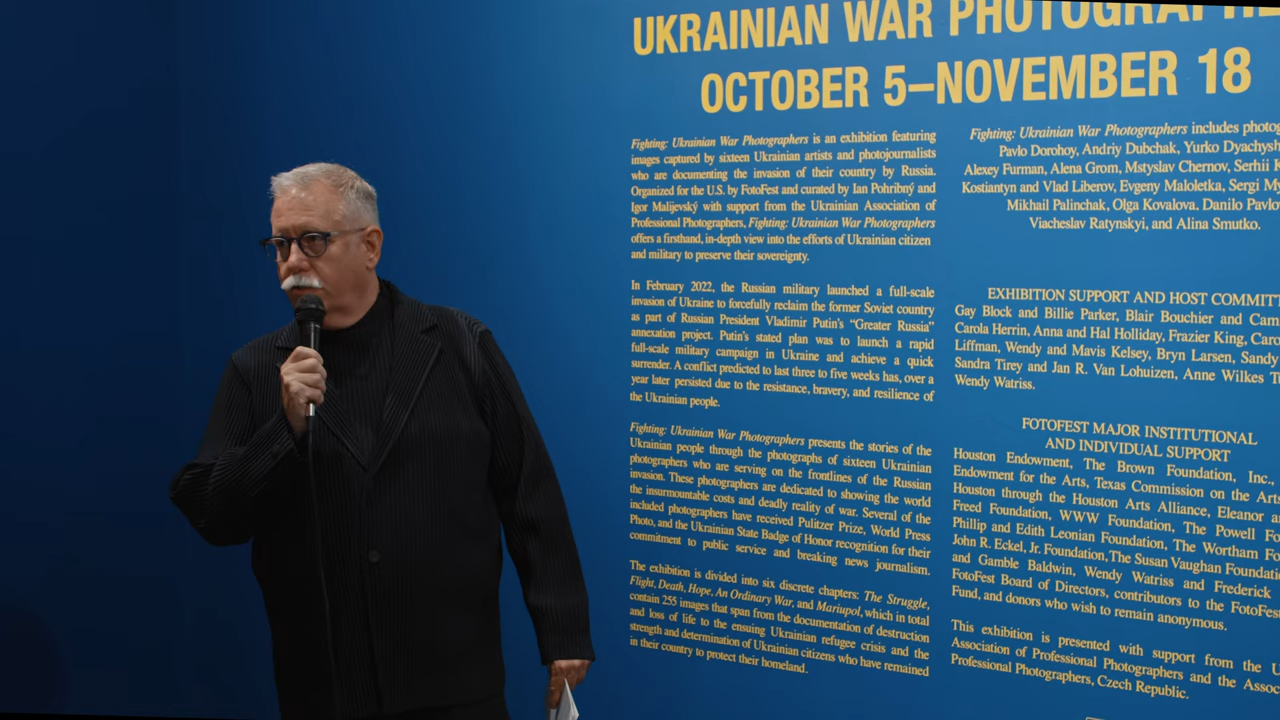 UKRAINIAN WAR
OCTOBER 5–NOVEMBER 18
Fighting: Ukrainian War Photographers is an exhibition featuring
images captured by sixteen Ukrainian artists and photojournalists
who are documenting the invasion of their country by Russia.
Organized for the U.S. by FotoFest and curated by Ian Pohribný and
Igor Malijevský with support from the Ukrainian Association of
Professional Photographers, Fighting: Ukrainian War Photographers
offers a firsthand, in-depth view into the efforts of Ukrainian citizen
and military to preserve their sovereignty.
In February 2022, the Russian military launched a full-scale
invasion of Ukraine to forcefully reclaim the former Soviet country
as part of Russian President Vladimir Putin's “Greater Russia”
annexation project. Putin's stated plan was to launch a rapid
full-scale military campaign in Ukraine and achieve a quick
surrender. A conflict predicted to last three to five weeks has, over a
year later persisted due to the resistance, bravery, and resilience of
the Ukrainian people.
Fighting: Ukrainian War Photographers presents the stories of the
Ukrainian people through the photographs of sixteen Ukrainian
photographers who are serving on the frontlines of the Russian
invasion. These photographers are dedicated to showing the world
the insurmountable costs and deadly reality of war. Several of the
included photographers have received Pulitzer Prize, World Press
Photo, and the Ukrainian State Badge of Honor recognition for their
commitment to public service and breaking news journalism.
The exhibition is divided into six discrete chapters: The Struggle,
Flight, Death, Hope, An Ordinary War, and Mariupol, which in total
contain 255 images that span from the documentation of destruction
and loss of life to the ensuing Ukrainian refugee crisis and the
strength and determination of Ukrainian citizens who have remained
in their country to protect their homeland.
Fighting: Ukrainian War Photographers includes
Pavlo Dorohoy, Andriy Dubchak, Yurko
Alexey Furman, Alena Grom, Mstyslav Chernov, Serhii
Kostiantyn and Vlad Liberov, Evgeny Maloletka, Sergi
Mikhail Palinchak, Olga Kovalova, Danilo
Viacheslav Ratynskyi, and Alina Smutko.
EXHIBITION SUPPORT AND HOST
Gay Block and Billie Parker, Blair Bouchier and
Carola Herrin, Anna and Hal Holliday, Frazier King,
Liffman, Wendy and Mavis Kelsey, Bryn Larsen, Sandy
Sandra Tirey and Jan R. Van Lohuizen, Anne Wilkes
Wendy Watriss.
FOTOFEST MAJOR INSTITUTIONAL
AND INDIVIDUAL SUPPORT
Houston Endowment, The Brown Foundation, Inc.,
Endowment for the Arts, Texas Commission on the
Houston through the Houston Arts Alliance, Eleanor
Freed Foundation, WWW Foundation, The Powell
Phillip and Edith Leonian Foundation, The Wortham
John R. Eckel, Jr. Foundation, The Susan Vaughan
and Gamble Baldwin, Wendy Watriss and Frederick
FotoFest Board of Directors, contributors to the
Fund, and donors who wish to remain anonymous.
This exhibition is presented with support from the
Association of Professional Photographers and the
Professional Photographers, Czech Republic.